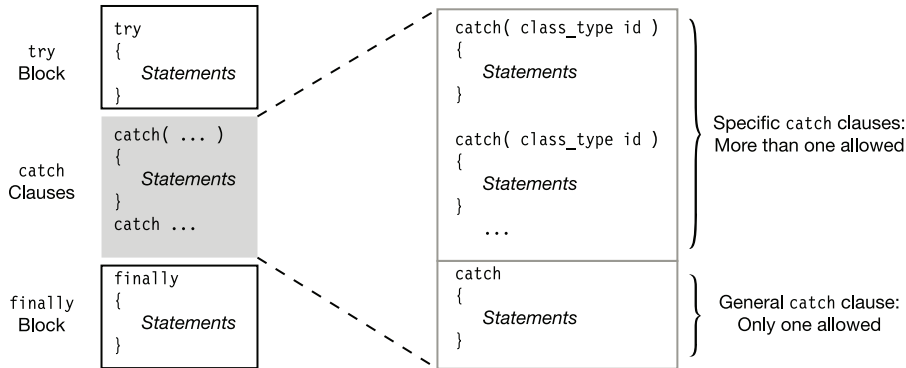 try
Block
try
{
Statements
}
catch
Clauses
catch( ... )
{
Statements
}
catch ...
finally
Block
finally
{
Statements
}
catch( class_type id )
{
Statements
}
catch( class_type id )
{
Statements
}
...
Specific catch clauses:
More than one allowed
catch
{
Statements
}
General catch clause:
Only one allowed